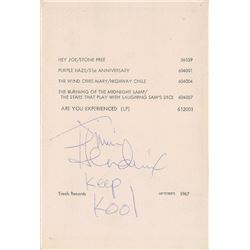 HEY JOE/STONE FREE 56139
PURPLE HAZE/51st ANNIVERSARY 604001
THE WIND CRIES MARY/HIGHWAY CHILE 604004
THE BURNING OF THE MIDNIGHT LAMP/
THE STARS THAT PLAY WITH LAUGHING SAM'S DICE 604007
ARE YOU EXPERIENCED (LP) 612001
Jimi
Hendrix
Keep
Kool
Track Records 1967